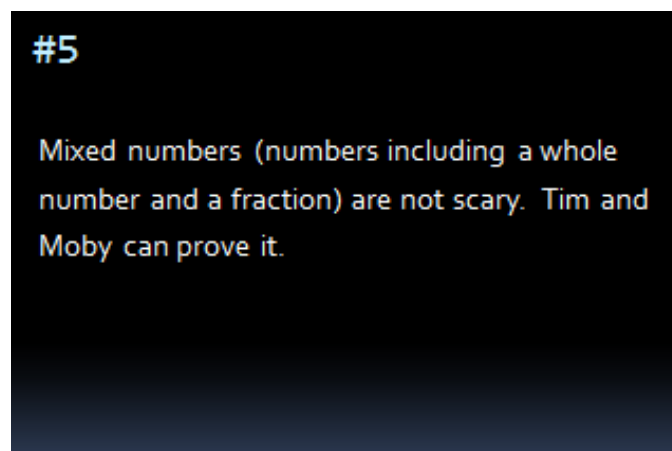 #5
Mixed numbers (numbers including a whole
number and a fraction) are not scary.  Tim and
Moby can prove it.